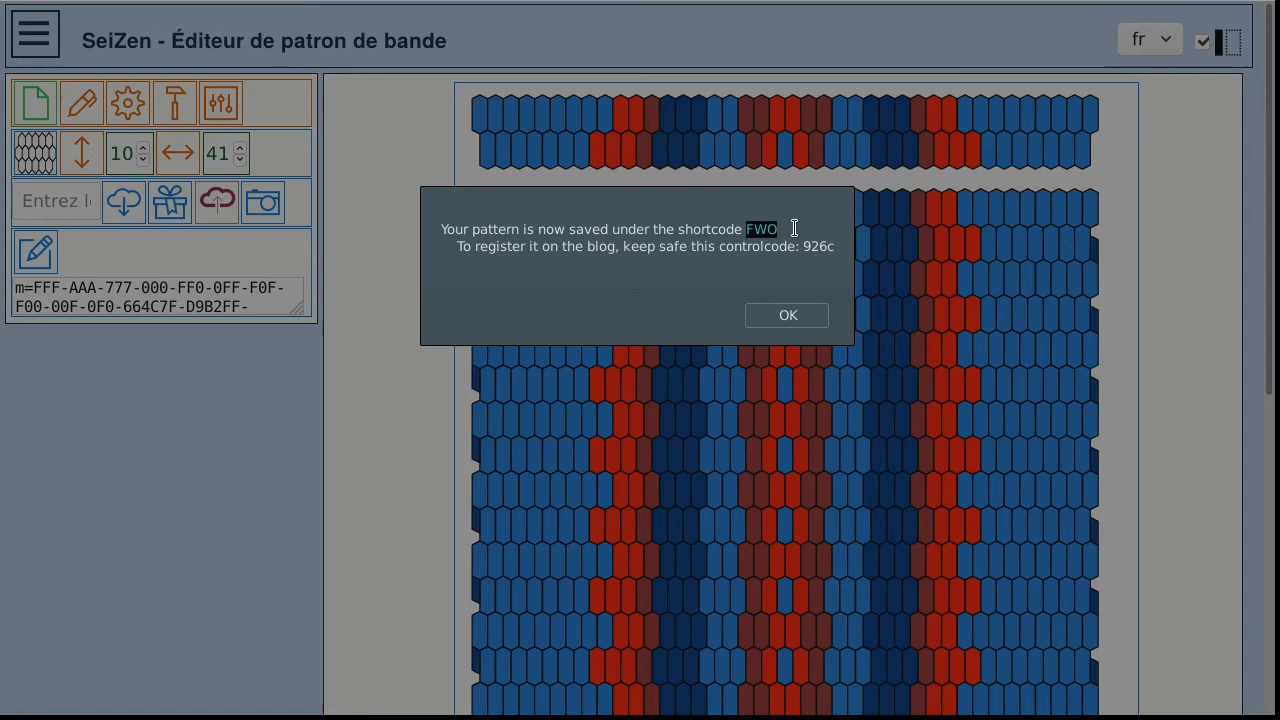 SeiZen - Éditeur de patron de bande
fr
10
41
Entrez l
m=FFF-AAA-777-000-FF0-0FF-F0F-
F00-00F-0F0-664C7F-D9B2FF-
Your pattern is now saved under the shortcode FWO
To register it on the blog, keep safe this controlcode: 926c
OK